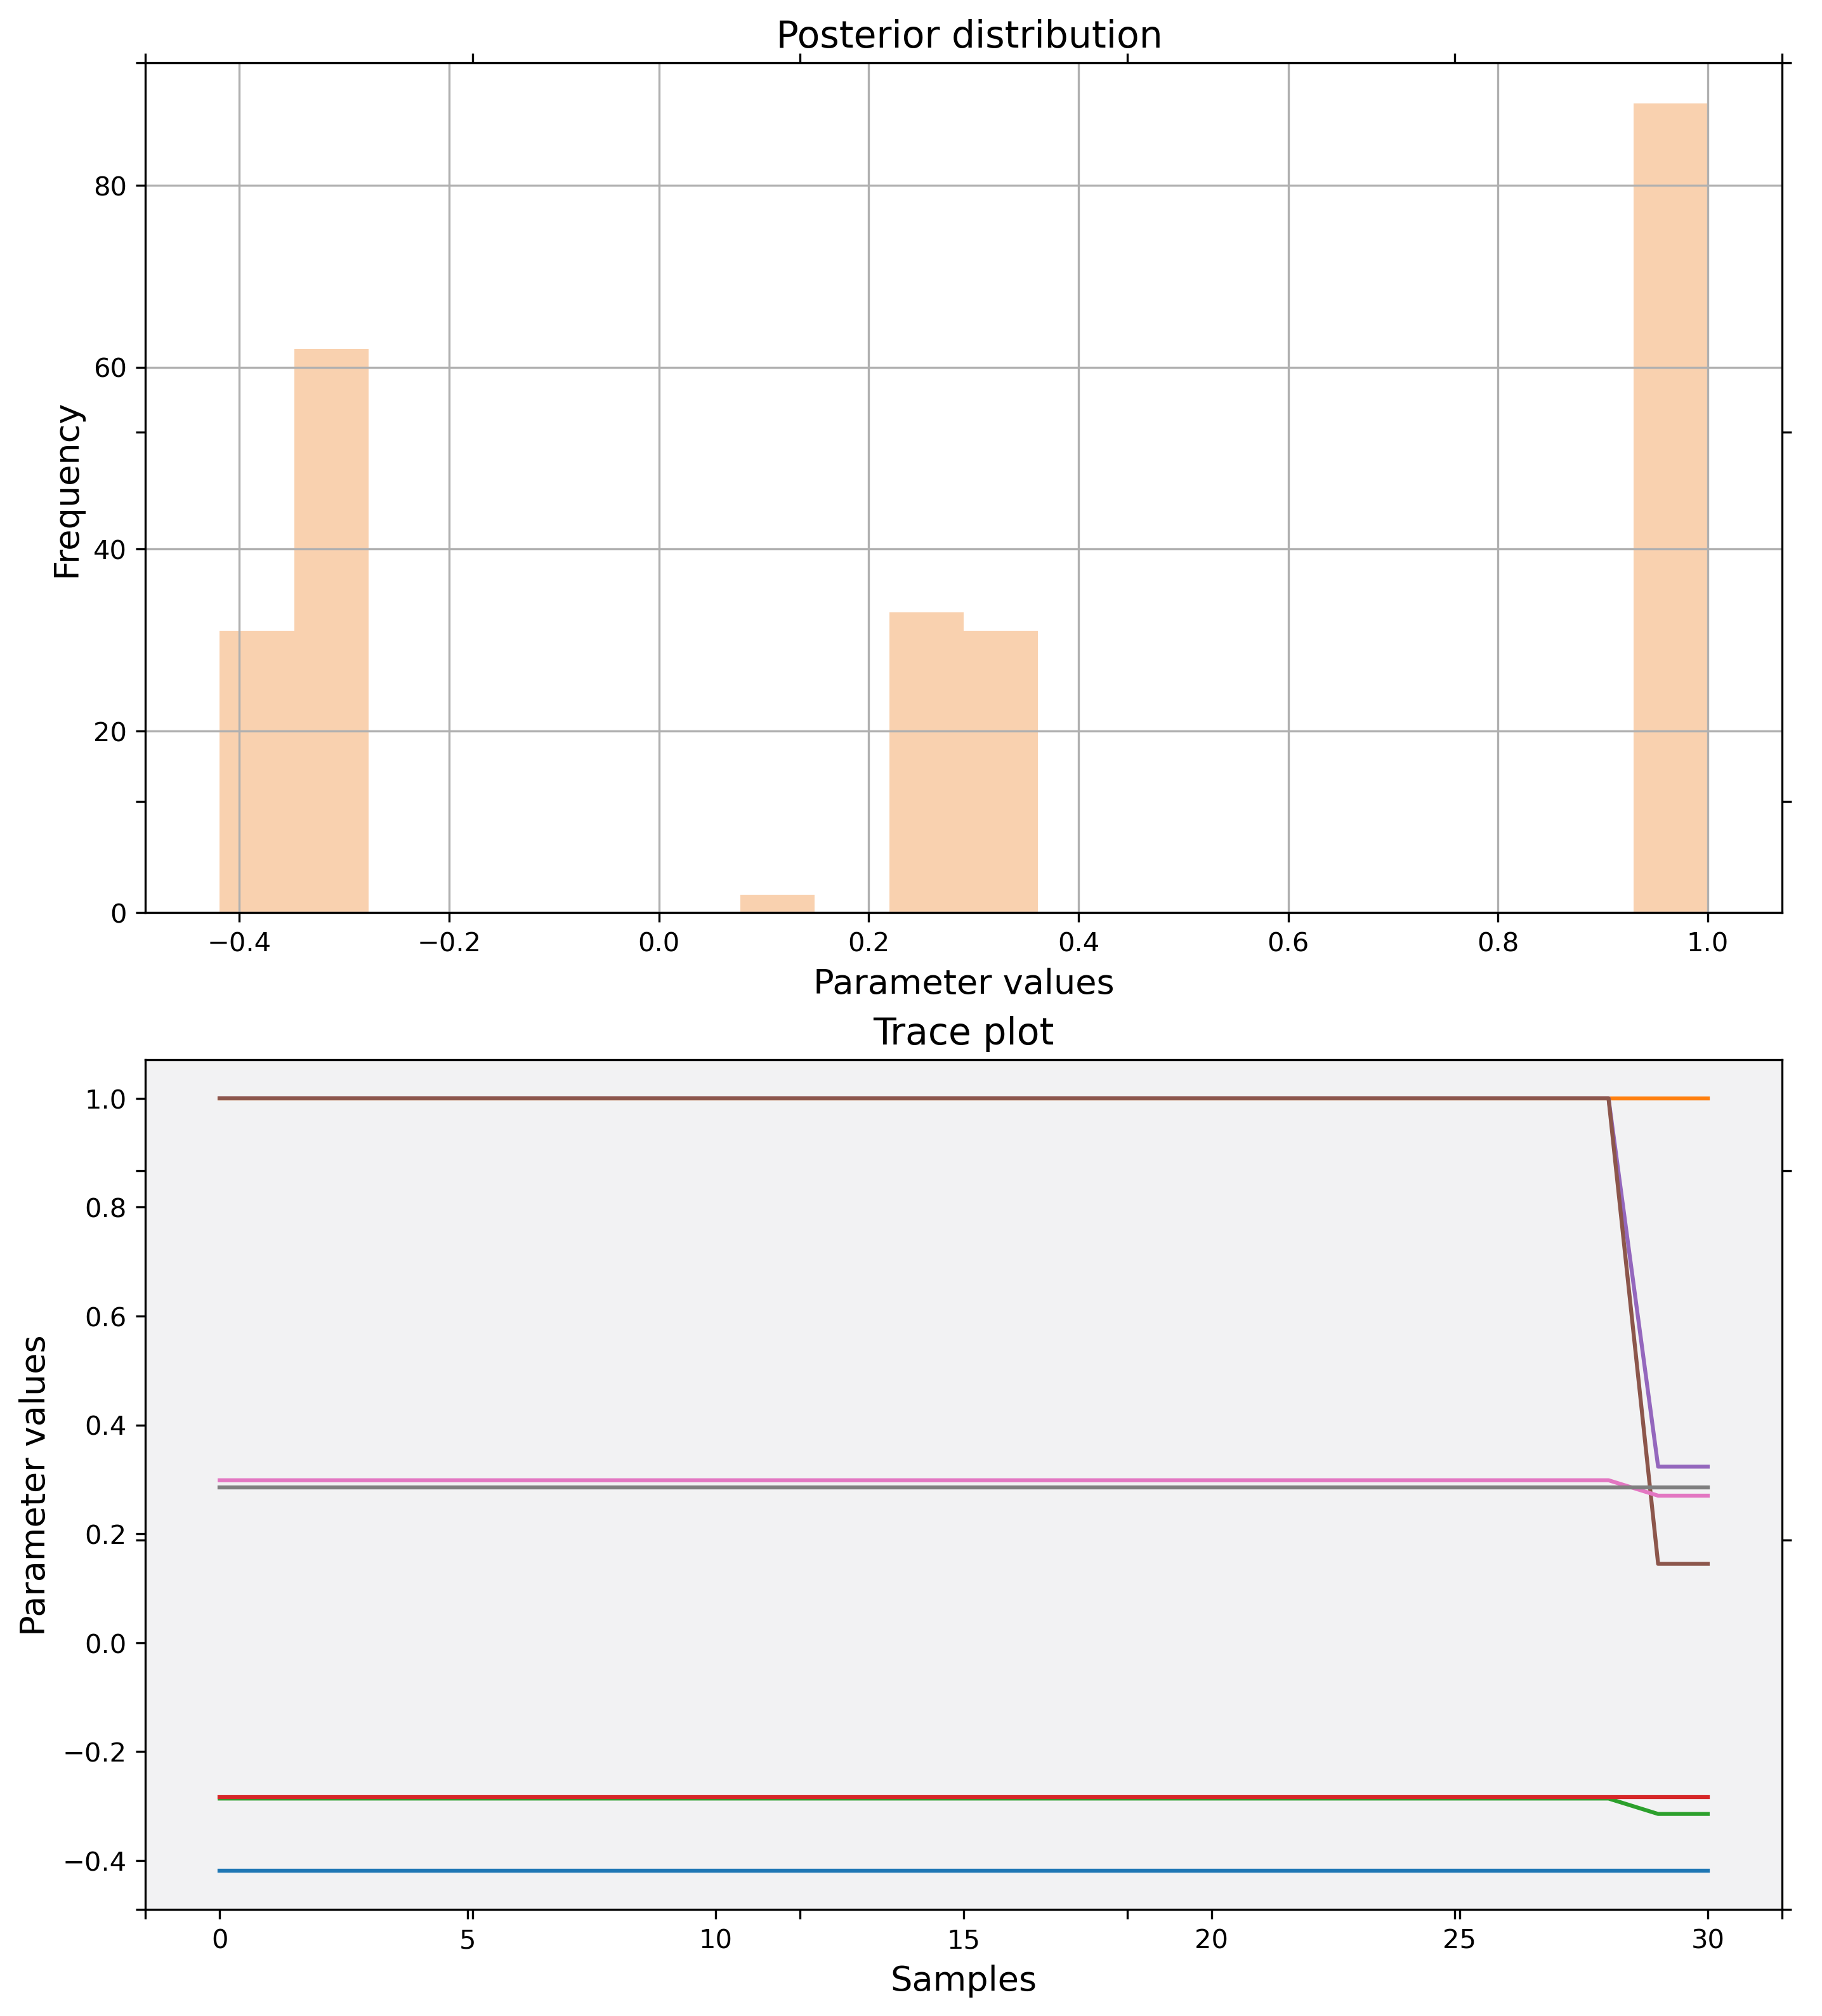 Posterior distribution
80
60
40
20
0
Frequency
−0.4 −0.2 0.0 0.2 0.4 0.6 0.8 1.0
Parameter values
Trace plot
1.0
0.8
0.6
0.4
0.2
0.0
−0.2
−0.4
Parameter values
0 5 10 15 20 25 30
Samples